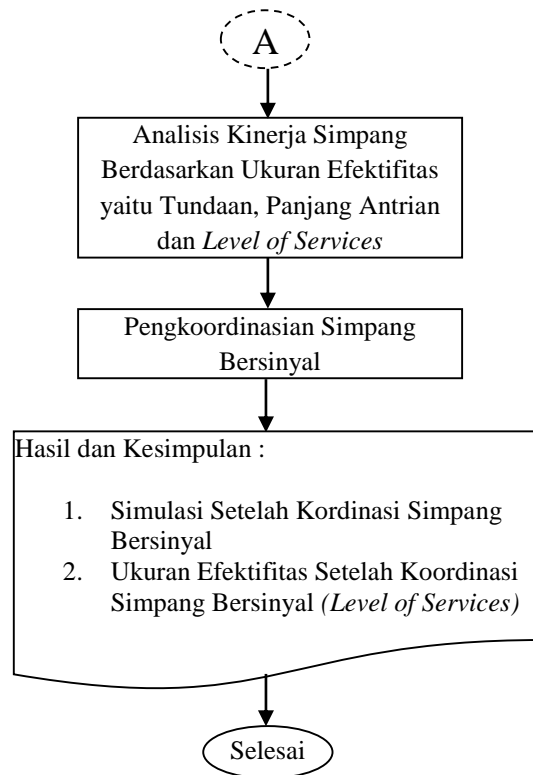 A
Analisis Kinerja Simpang
Berdasarkan Ukuran Efektifitas
yaitu Tundaan, Panjang Antrian
dan Level of Services
Pengkoordinasian Simpang
Bersinyal
Hasil dan Kesimpulan :
1. Simulasi Setelah Kordinasi Simpang
Bersinyal
2. Ukuran Efektifitas Setelah Koordinasi
Simpang Bersinyal (Level of Services)
Selesai